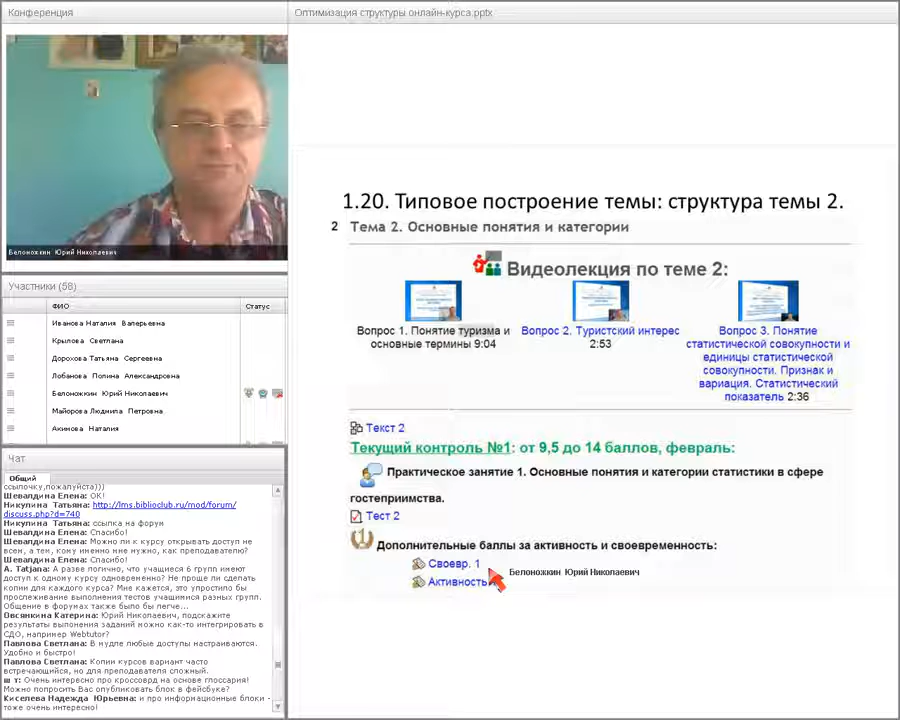 Конференция
Белоножкин Юрий Николаевич
Участники (58)
ФИО Статус
Иванова Наталия Валерьевна
Крылова Светлана
Дорохова Татьяна Сергеевна
Лобанова Полина Александровна
Белоножкин Юрий Николаевич
Майорова Людмила Петровна
Акинова Наталия
Чат
Общий
ссылочку,пожалуйста)))
Шевалдина Елена: ОК!
Никулина Татьяна: http://lms.biblioclub.ru/mod/forum/
discuss.php?d=740
Никулина Татьяна: ссылка на форум
Шевалдина Елена: Спасибо!
Шевалдина Елена: Можно ли к курсу открывать доступ не
всем, а тем, кому именно мне нужно, как преподавателю?
Шевалдина Елена: Спасибо!
A. Tatjana: А разве логично, что учащиеся 6 групп имеют
доступ к одному курсу одновременно? Не проще ли сделать
копии для каждого курса? Мне кажется, это упростило бы
прослеживание выполнения тестов учащимися разных групп.
Общение в форумах также было бы легче...
Овсянкина Катерина: Юрий Николаевич, подскажите
результаты выпонения заданий можно как-то интегрировать в
СДО, например Webtutor?
Павлова Светлана: В мудле любые доступы настраиваются.
Удобно и быстро!
Павлова Светлана: Копии курсов вариант часто
встречающийся, но для преподавателя сложный.
ш т: Очень интересно про кроссворд на основе глоссария!
Можно попросить Вас опубликовать блок в фейсбуке?
Киселева Надежда Юрьевна: и про информационные блоки -
тоже очень интересно!
Оптимизация структуры онлайн-курса.pptx
1.20. Типовое построение темы: структура темы 2.
2 Тема 2. Основные понятия и категории
Видеолекция по теме 2:
Вопрос 1. Понятие туризма и
основные термины 9:04
Вопрос 2. Туристский интерес
2:53
Вопрос 3. Понятие
статистической совокупности и
единицы статистической
совокупности. Признак и
вариация. Статистический
показатель 2:36
Текст 2
Текущий контроль №1: от 9,5 до 14 баллов, февраль:
Практическое занятие 1. Основные понятия и категории статистики в сфере
гостеприимства.
Тест 2
Дополнительные баллы за активность и своевременность:
Своевр. 1
Активность
Белоножкин Юрий Николаевич